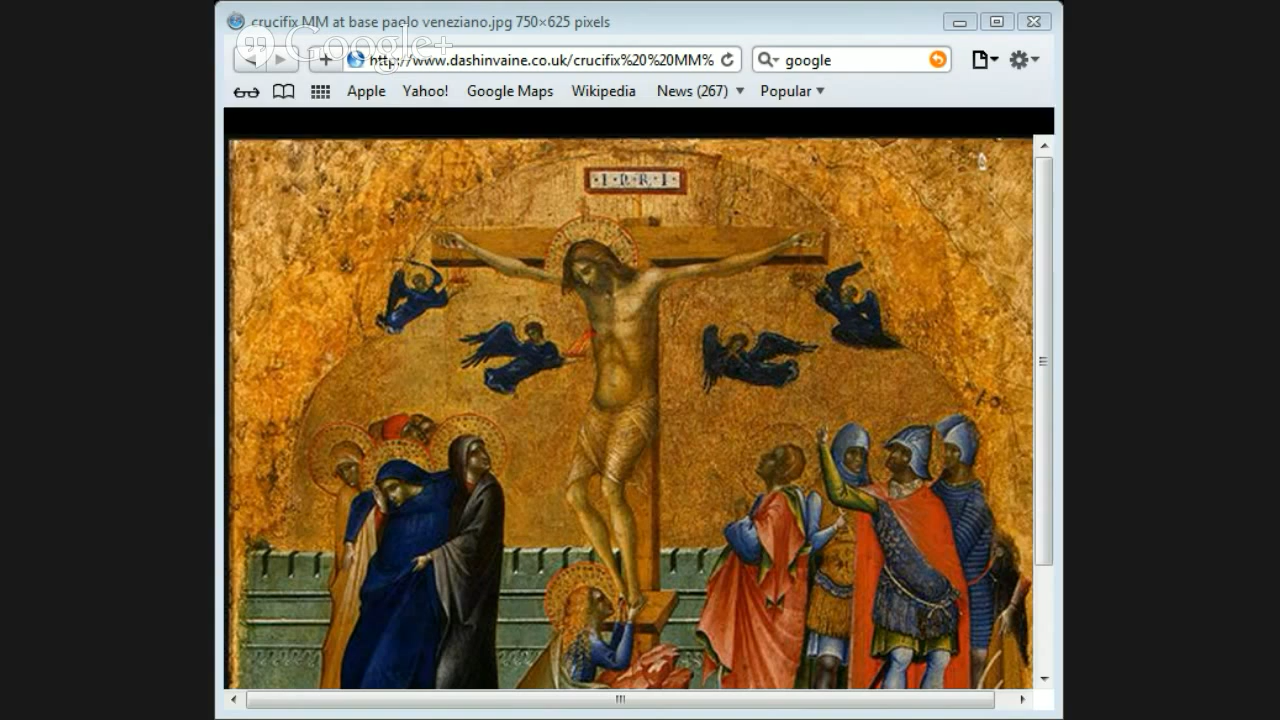 crucifix MM at base paolo veneziano.jpg 750×625 pixels
Google+
http://www.dashinvaine.co.uk/crucifix%20%20MM%
google
Apple Yahoo! Google Maps Wikipedia News (267) Popular
·I·N·R·I·